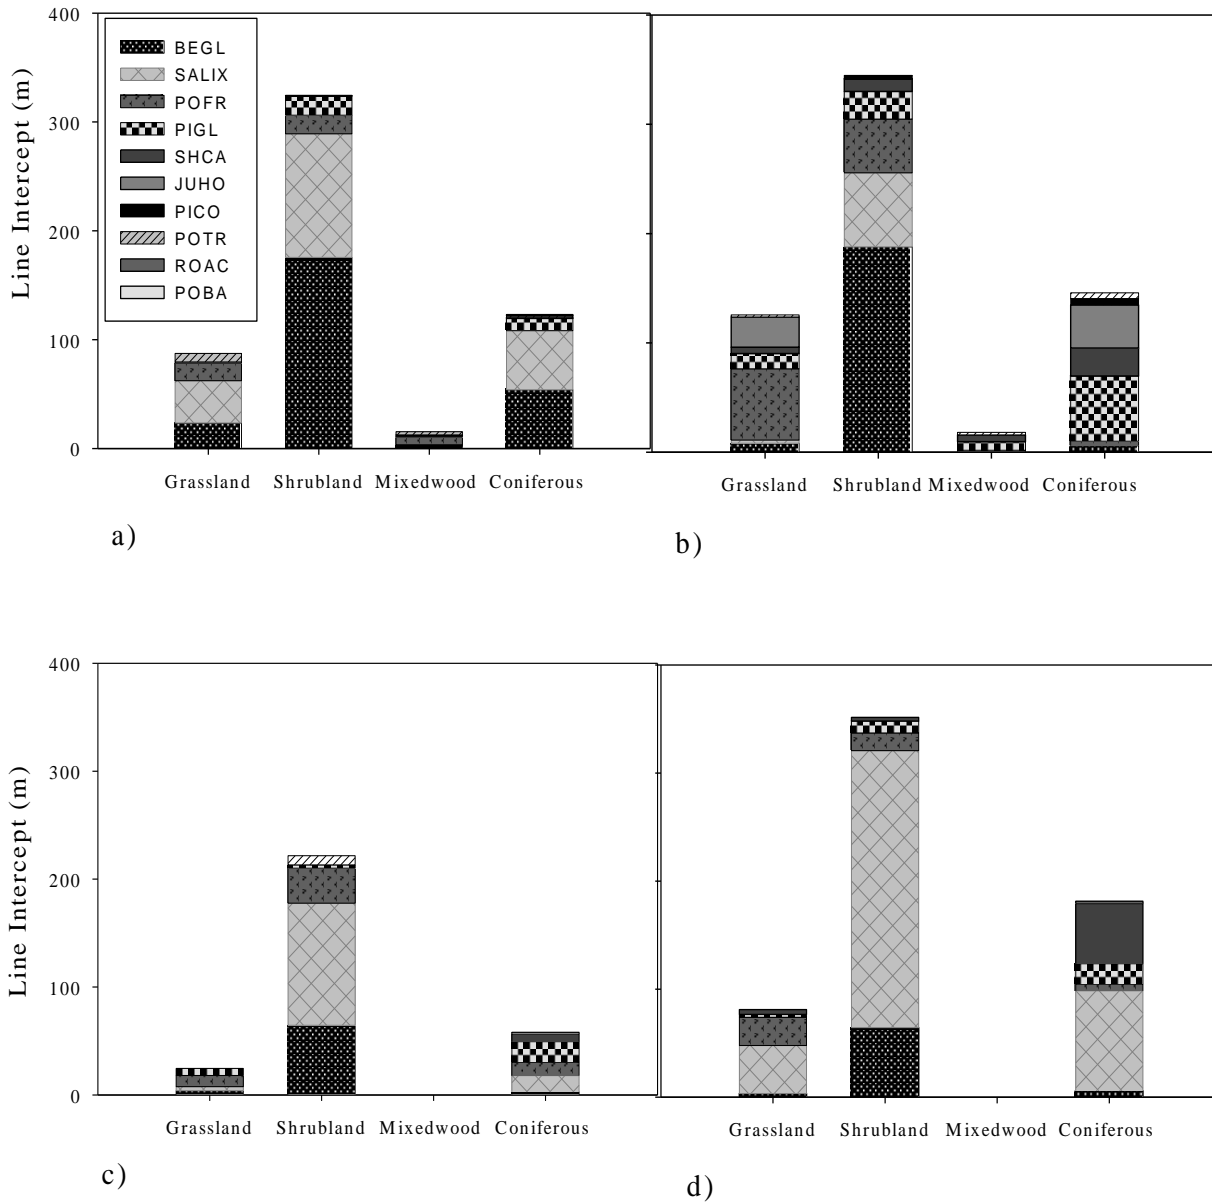 400
300
200
100
0
Line Intercept (m)
BEGL
SALIX
POFR
PIGL
SHCA
JUHO
PICO
POTR
ROAC
POBA
Grassland Shrubland Mixedwood Coniferous
a)
Grassland Shrubland Mixedwood Coniferous
b)
400
300
200
100
0
Line Intercept (m)
Grassland Shrubland Mixedwood Coniferous
c)
Grassland Shrubland Mixedwood Coniferous
d)